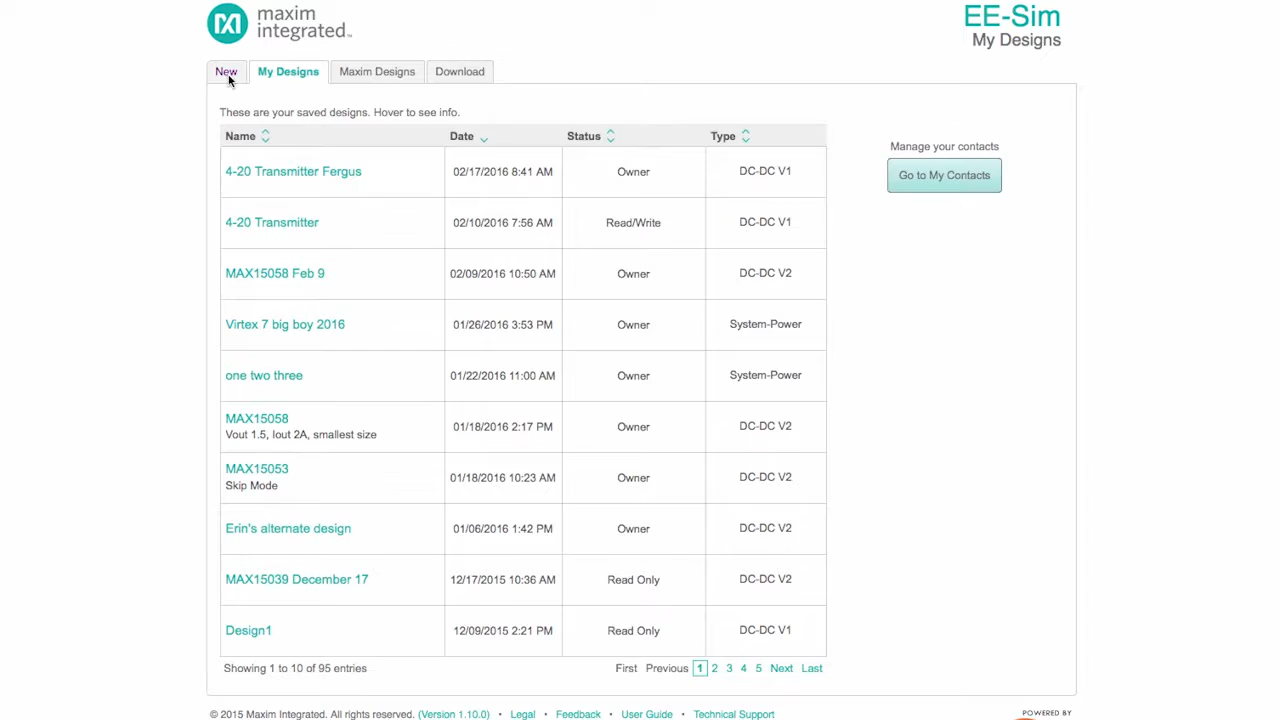 maxim
integrated™
EE-Sim
My Designs
New My Designs Maxim Designs Download
These are your saved designs. Hover to see info.
Name Date Status Type
Manage your contacts
Go to My Contacts
4-20 Transmitter Fergus 02/17/2016 8:41 AM Owner DC-DC V1
4-20 Transmitter 02/10/2016 7:56 AM Read/Write DC-DC V1
MAX15058 Feb 9 02/09/2016 10:50 AM Owner DC-DC V2
Virtex 7 big boy 2016 01/26/2016 3:53 PM Owner System-Power
one two three 01/22/2016 11:00 AM Owner System-Power
MAX15058 01/18/2016 2:17 PM Owner DC-DC V2
Vout 1.5, Iout 2A, smallest size
MAX15053 01/18/2016 10:23 AM Owner DC-DC V2
Skip Mode
Erin's alternate design 01/06/2016 1:42 PM Owner DC-DC V2
MAX15039 December 17 12/17/2015 10:36 AM Read Only DC-DC V2
Design1 12/09/2015 2:21 PM Read Only DC-DC V1
Showing 1 to 10 of 95 entries First Previous 1 2 3 4 5 Next Last
© 2015 Maxim Integrated. All rights reserved. (Version 1.10.0) • Legal • Feedback • User Guide • Technical Support POWERED BY